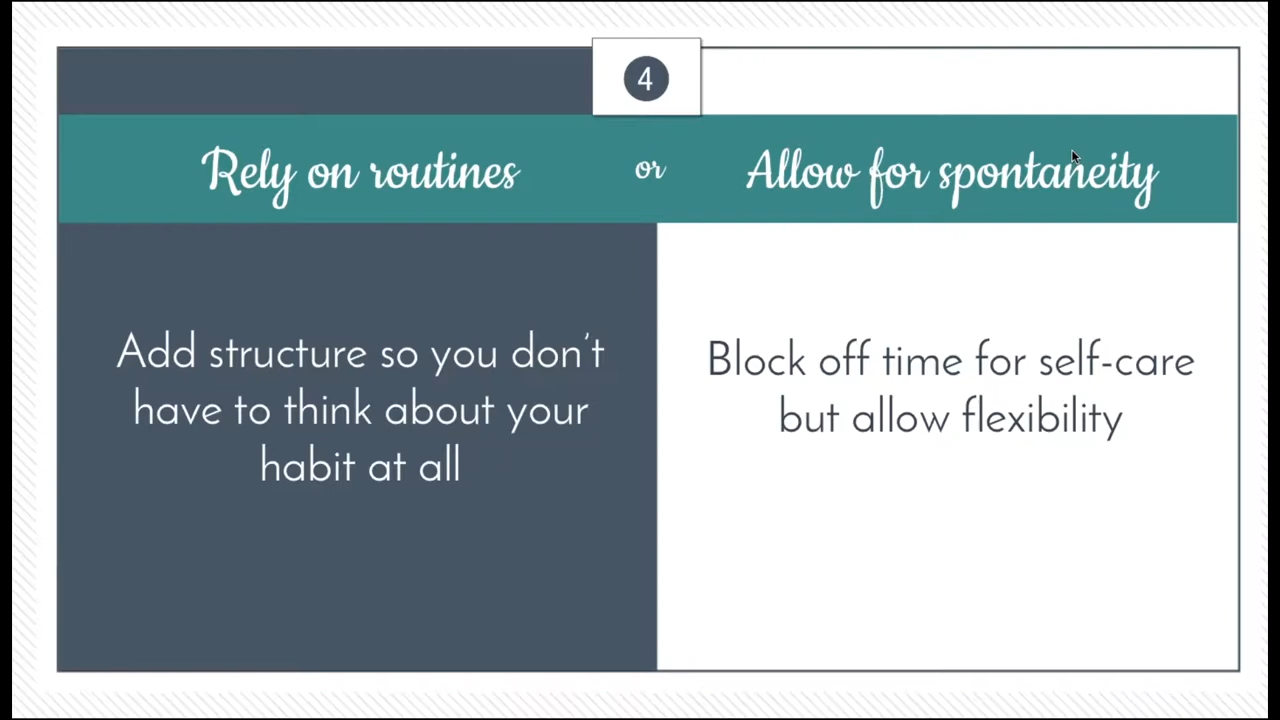 4
Rely on routines or Allow for spontaneity
Add structure so you don't
have to think about your
habit at all
Block off time for self-care
but allow flexibility